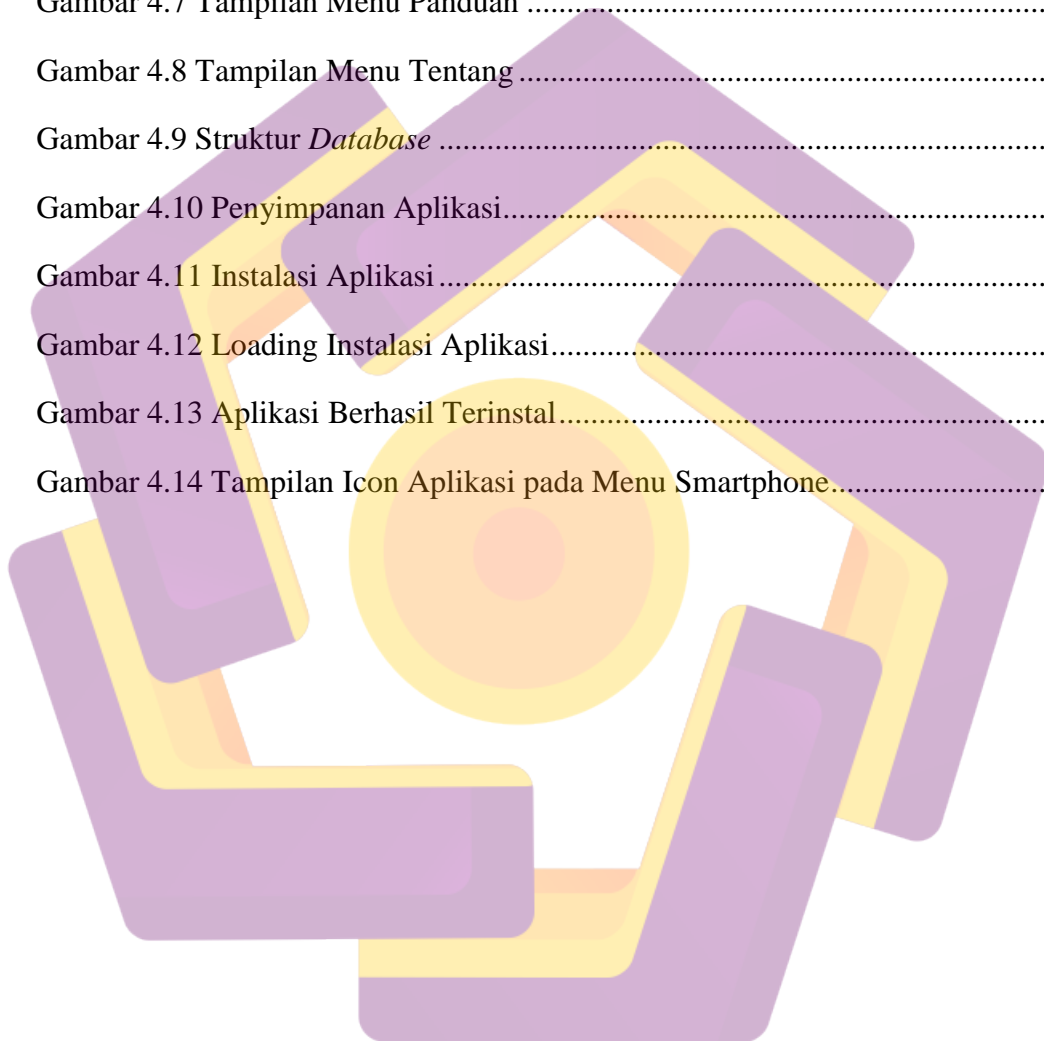 Gambar 4.7 Tampilan Menu Panduan ..................................................................
Gambar 4.8 Tampilan Menu Tentang ..................................................................
Gambar 4.9 Struktur Database ............................................................................
Gambar 4.10 Penyimpanan Aplikasi....................................................................
Gambar 4.11 Instalasi Aplikasi ............................................................................
Gambar 4.12 Loading Instalasi Aplikasi..............................................................
Gambar 4.13 Aplikasi Berhasil Terinstal.............................................................
Gambar 4.14 Tampilan Icon Aplikasi pada Menu Smartphone...........................